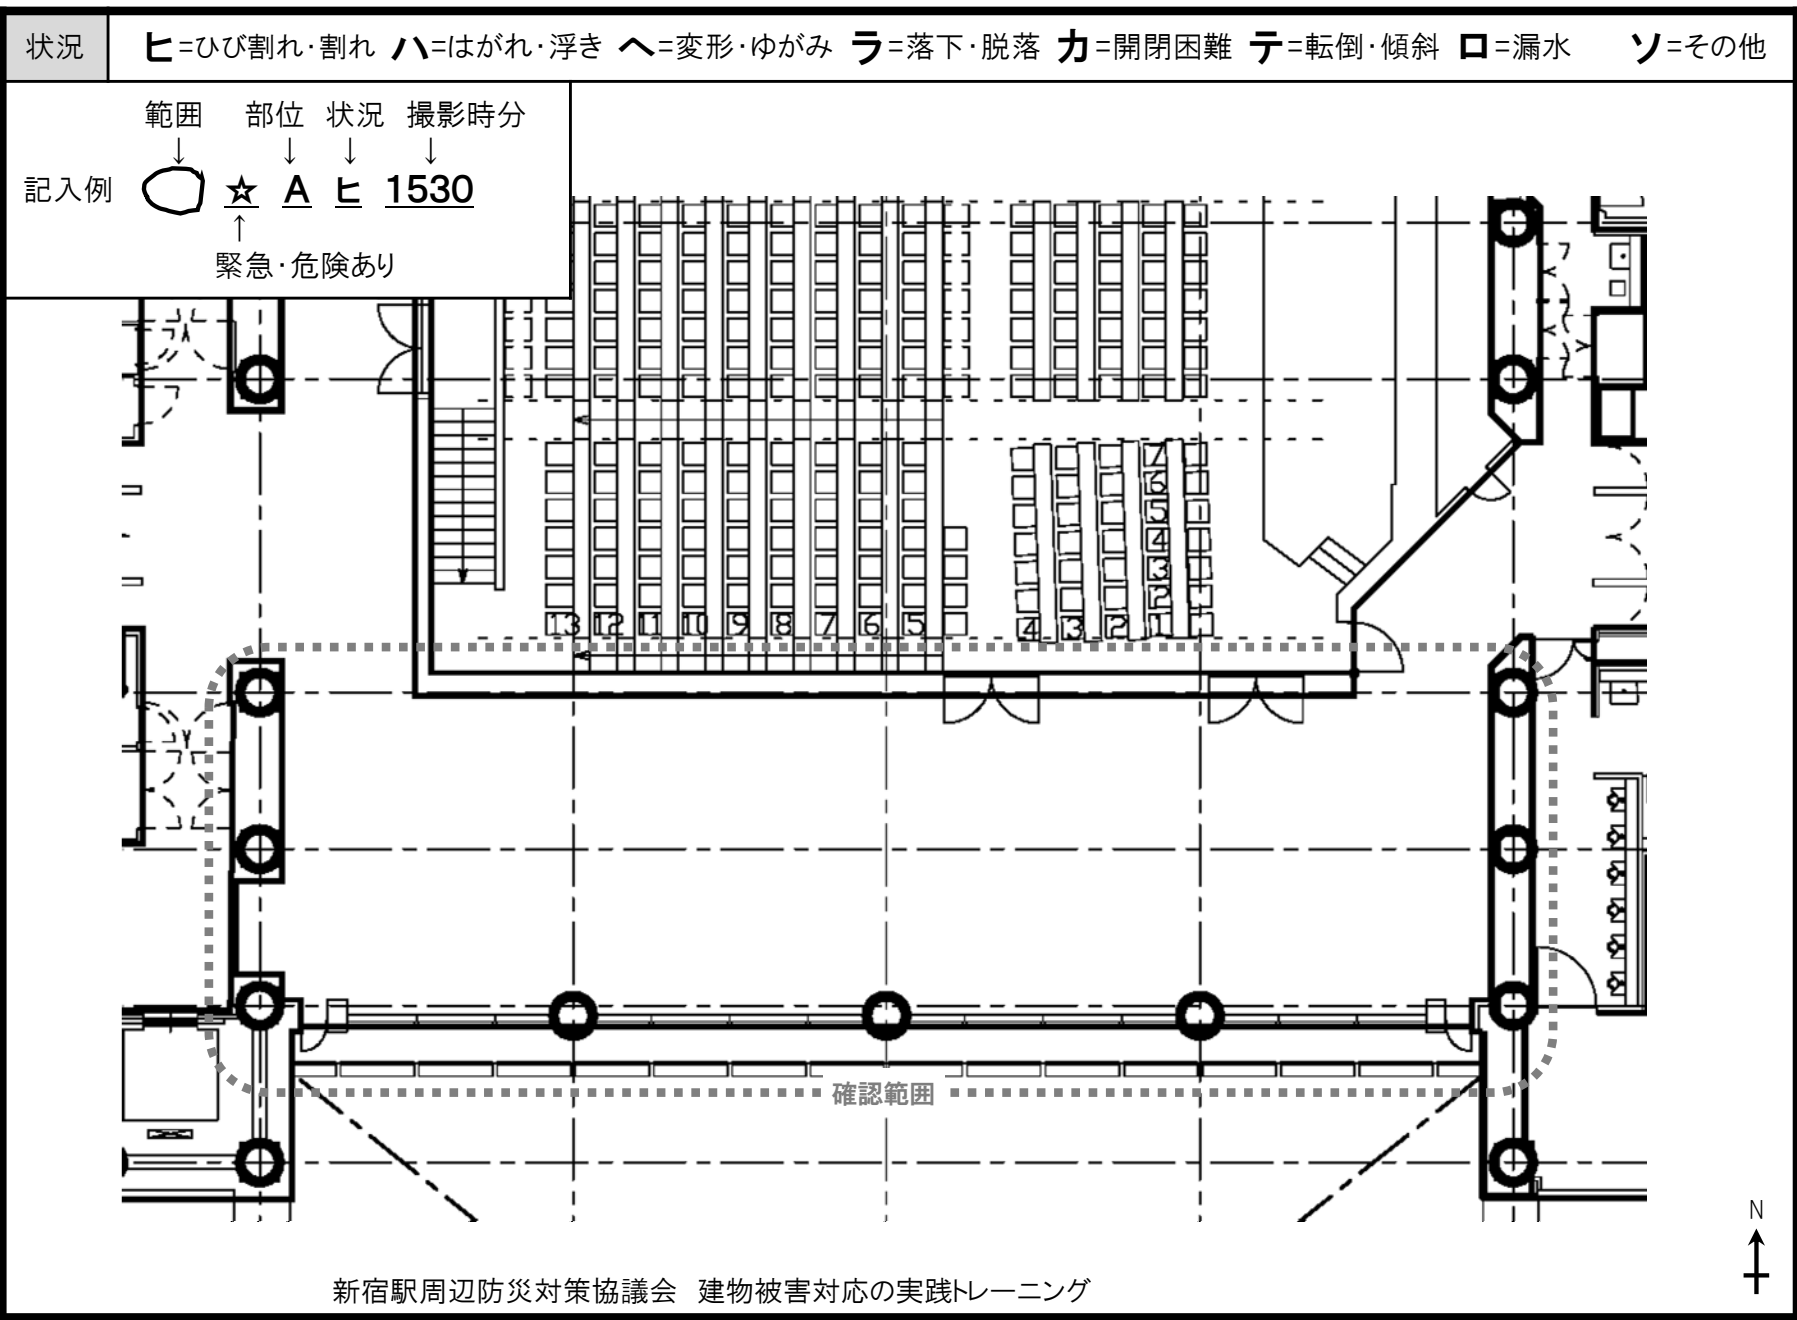 状況 ヒ=ひび割れ･割れ ハ=はがれ･浮き ヘ=変形･ゆがみ ラ=落下･脱落 カ=開閉困難 テ=転倒･傾斜 ロ=漏水 ソ=その他
範囲 部位 状況 撮影時分
↓ ↓ ↓ ↓
記入例 ☆ A ヒ 1530
↑
緊急･危険あり
7
6
5
4
3
2
13 12 11 10 9 8 7 6 5 4 3 2 1
確認範囲
N
新宿駅周辺防災対策協議会 建物被害対応の実践トレーニング